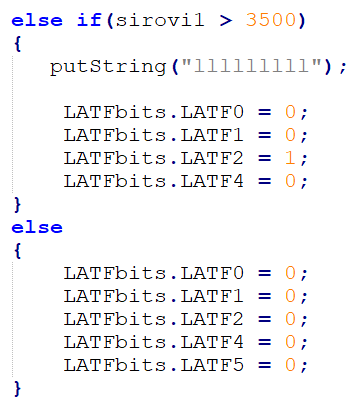 else if(sirovi1 > 3500)
{
putString("lllllllll");
LATFbits.LATF0 = 0;
LATFbits.LATF1 = 0;
LATFbits.LATF2 = 1;
LATFbits.LATF4 = 0;
}
else
{
LATFbits.LATF0 = 0;
LATFbits.LATF1 = 0;
LATFbits.LATF2 = 0;
LATFbits.LATF4 = 0;
LATFbits.LATF5 = 0;
}